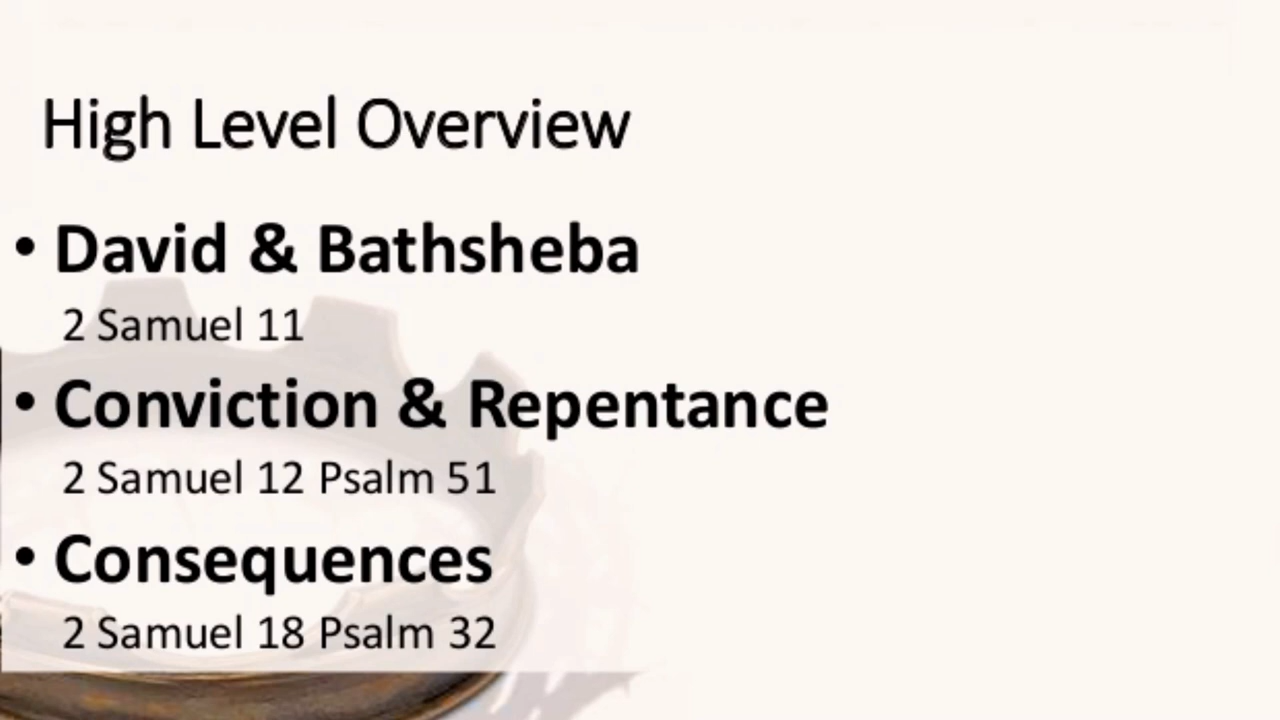 High Level Overview
• David & Bathsheba
2 Samuel 11
• Conviction & Repentance
2 Samuel 12 Psalm 51
• Consequences
2 Samuel 18 Psalm 32